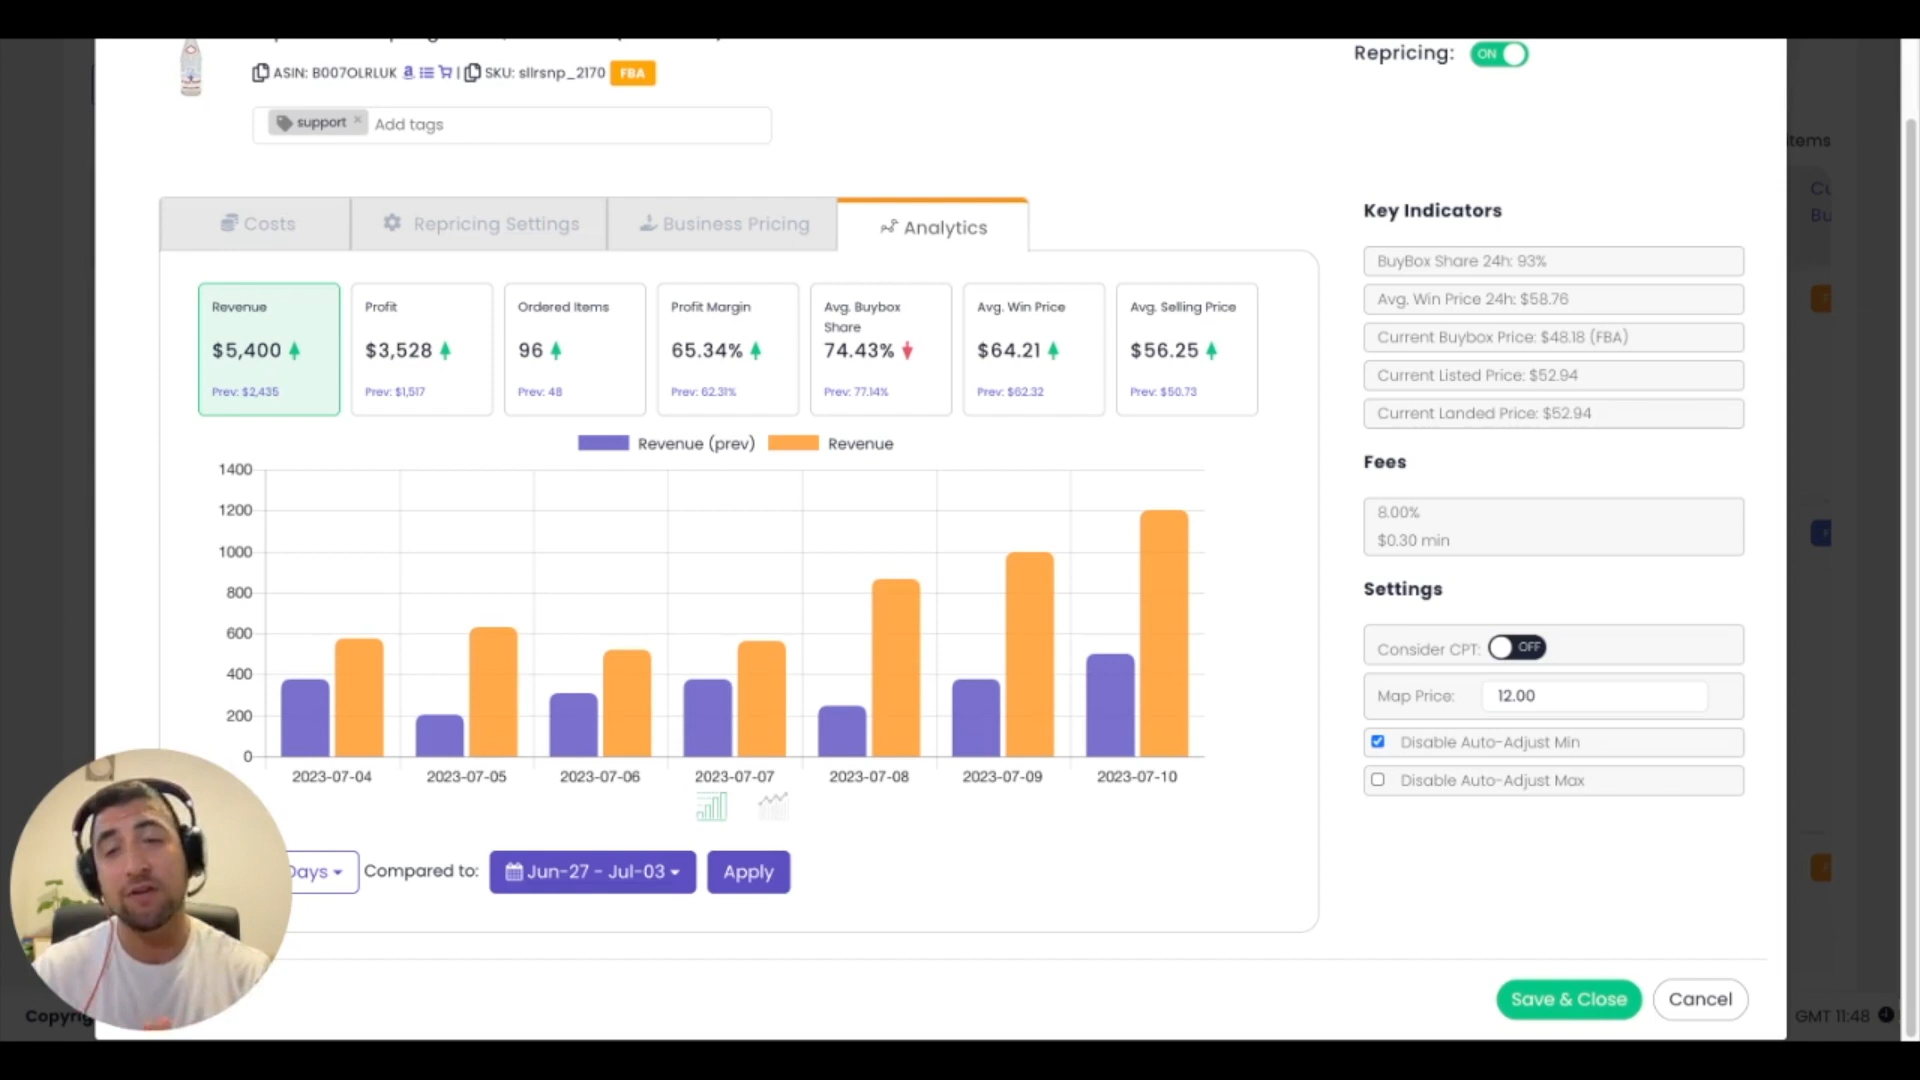 Repricing: ON
ASIN: B007OLRLUK | SKU: sllrsnp_2170 FBA
support × Add tags
Items
Costs
Repricing Settings
Business Pricing
Analytics
Key Indicators
BuyBox Share 24h: 93%
Avg. Win Price 24h: $58.76
Current Buybox Price: $48.18 (FBA)
Current Listed Price: $52.94
Current Landed Price: $52.94
Revenue
$5,400
Prev: $2,435
Profit
$3,528
Prev: $1,517
Ordered Items
96
Prev: 48
Profit Margin
65.34%
Prev: 62.31%
Avg. Buybox
Share
74.43%
Prev: 77.14%
Avg. Win Price
$64.21
Prev: $62.32
Avg. Selling Price
$56.25
Prev: $50.73
Revenue (prev) Revenue
1400
1200
1000
800
600
400
200
0
2023-07-04 2023-07-05 2023-07-06 2023-07-07 2023-07-08 2023-07-09 2023-07-10
Fees
8.00%
$0.30 min
Settings
Consider CPT: OFF
Map Price: 12.00
Disable Auto-Adjust Min
Disable Auto-Adjust Max
Days Compared to: Jun-27 - Jul-03 Apply
Save & Close Cancel
GMT 11:48